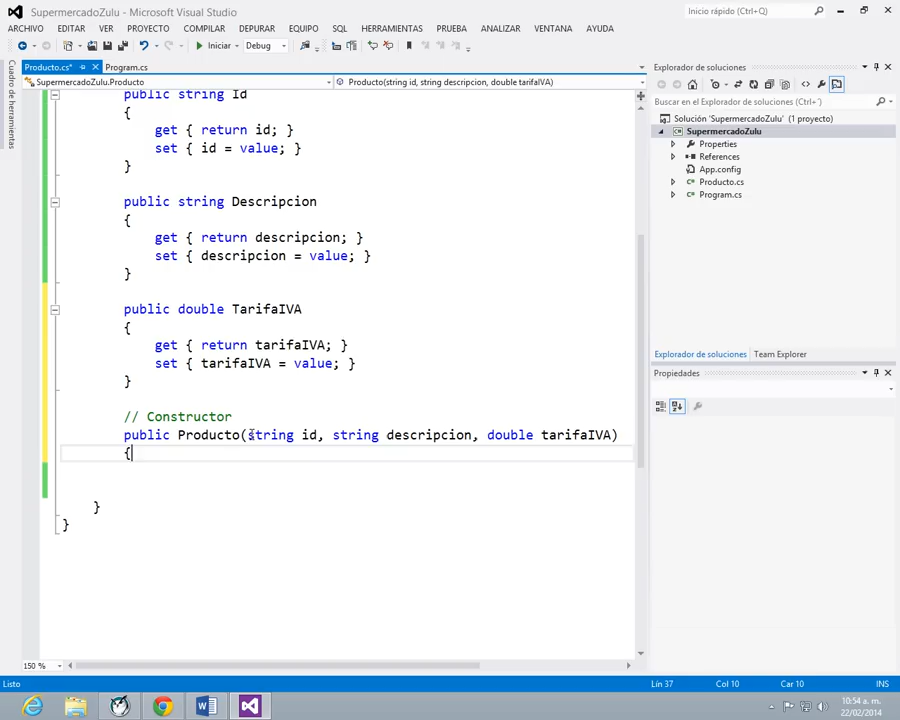 SupermercadoZulu - Microsoft Visual Studio
Inicio rápido (Ctrl+Q)
ARCHIVO EDITAR VER PROYECTO COMPILAR DEPURAR EQUIPO SQL HERRAMIENTAS PRUEBA ANALIZAR VENTANA AYUDA
Iniciar Debug
Cuadro de herramientas
Producto.cs* Program.cs
SupermercadoZulu.Producto
Producto(string id, string descripcion, double tarifaIVA)
public string Id
{
get { return id; }
set { id = value; }
}
public string Descripcion
{
get { return descripcion; }
set { descripcion = value; }
}
public double TarifaIVA
{
get { return tarifaIVA; }
set { tarifaIVA = value; }
}
// Constructor
public Producto(string id, string descripcion, double tarifaIVA)
{
}
}
150 %
Explorador de soluciones
Buscar en el Explorador de soluciones (Ctrl+¨)
Solución 'SupermercadoZulu' (1 proyecto)
SupermercadoZulu
Properties
References
App.config
Producto.cs
Program.cs
Explorador de soluciones Team Explorer
Propiedades
Listo
Lín 37 Col 10 Car 10 INS
10:54 a. m.
22/02/2014